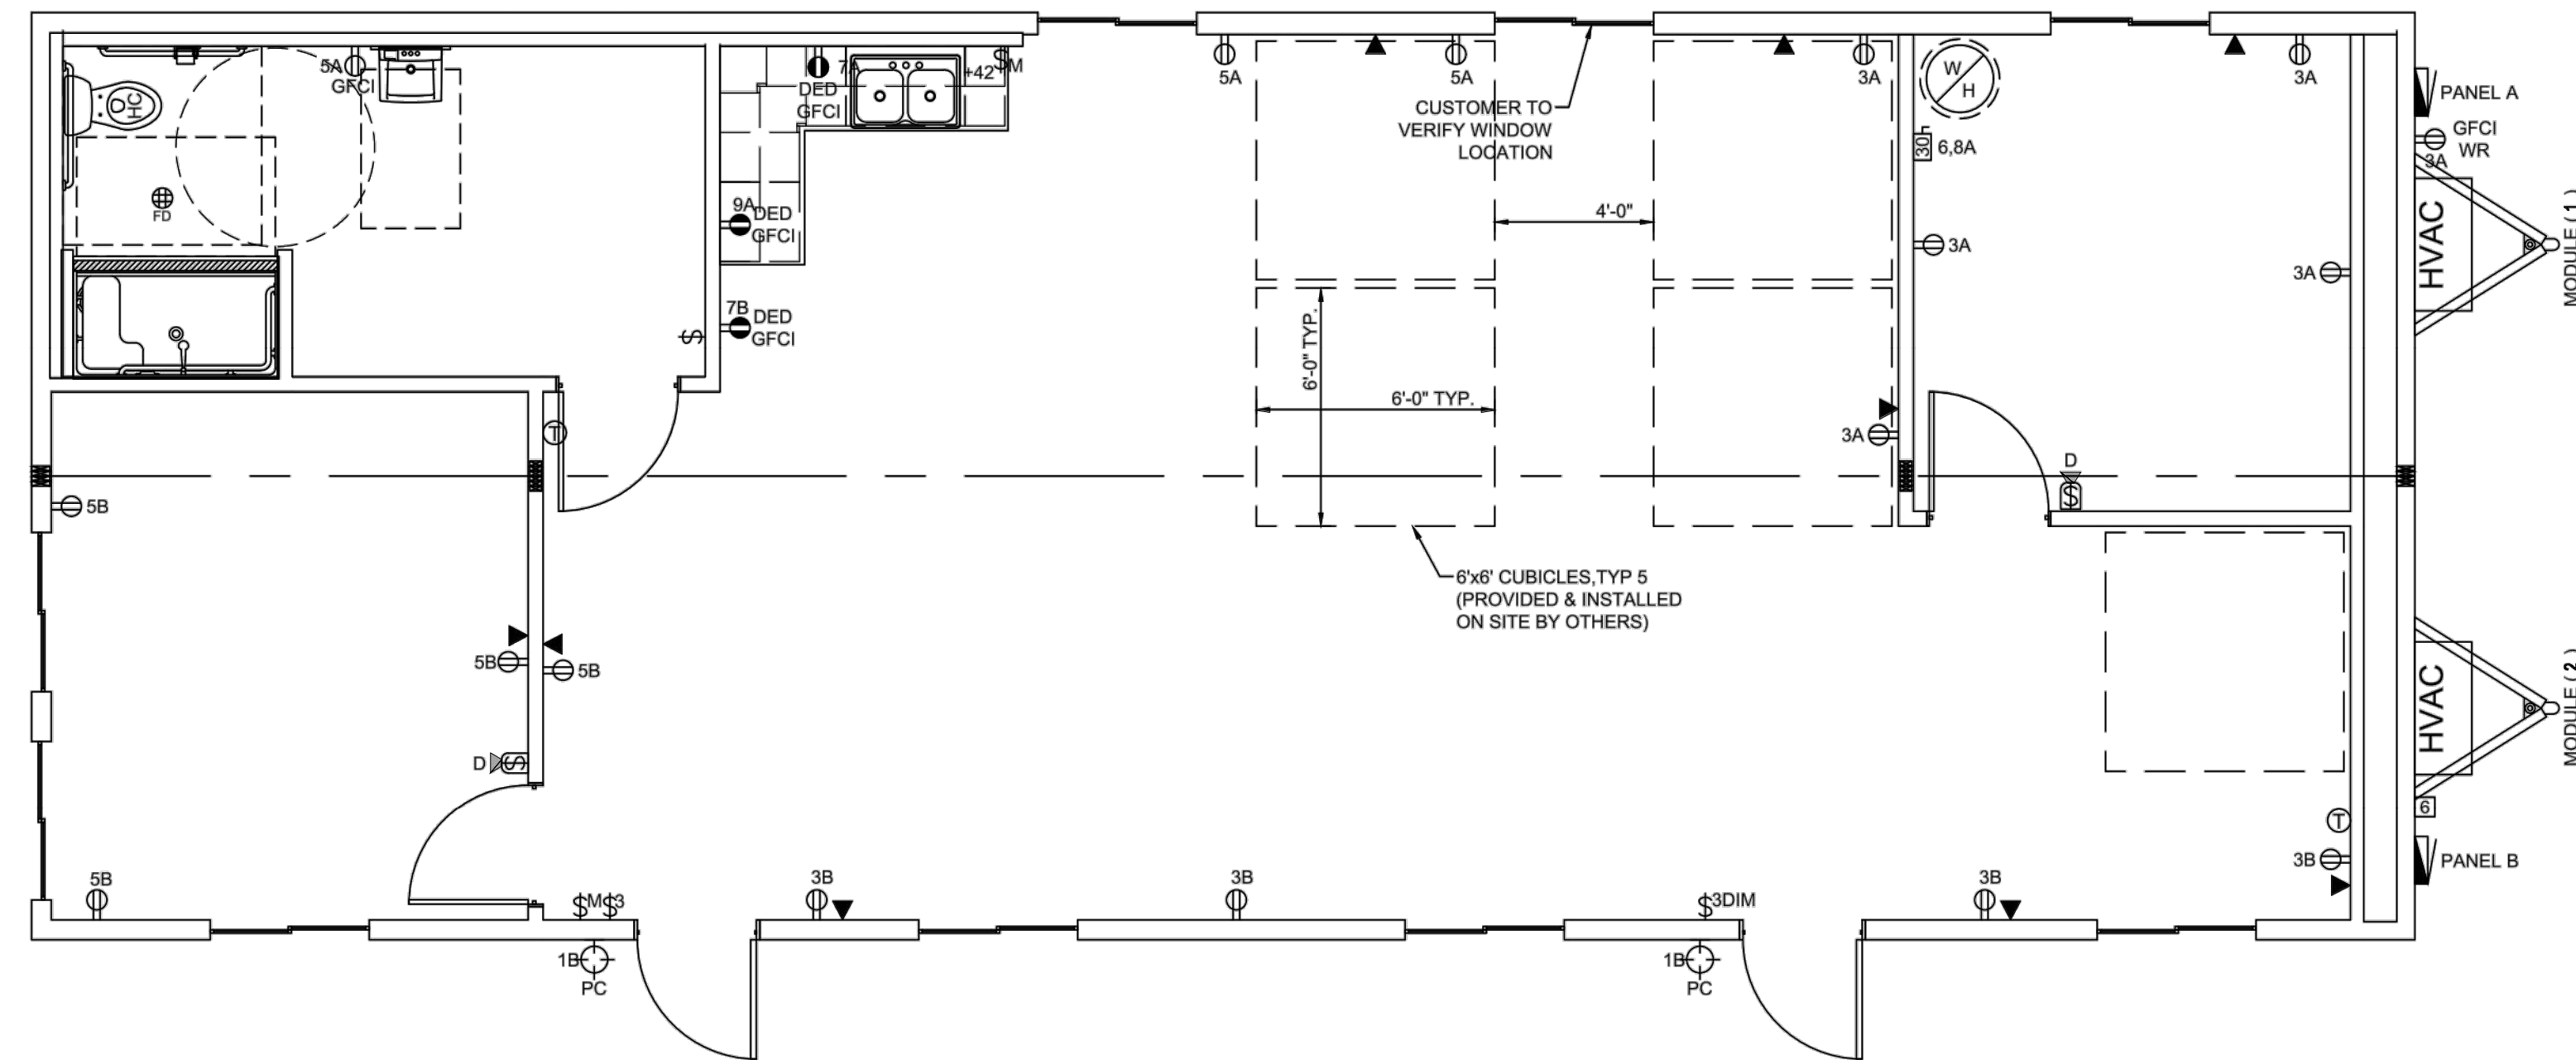 5A
GFCI
HC
FD
7A
DED
GFCI
+42"
$M
9A
DED
GFCI
7B
DED
GFCI
$
5A
5A
3A
3A
CUSTOMER TO
VERIFY WINDOW
LOCATION
W
H
30
6,8A
3A
3A
3A
4'-0"
6'-0" TYP.
6'-0" TYP.
PANEL A
GFCI
WR
3A
HVAC
MODULE ( 1 )
T
D
$
6'x6' CUBICLES,TYP 5
(PROVIDED & INSTALLED
ON SITE BY OTHERS)
5B
5B
5B
D
$
5B
$M
$3
1B
PC
3B
3B
$3DIM
1B
PC
3B
3B
T
HVAC
MODULE ( 2 )
6
PANEL B